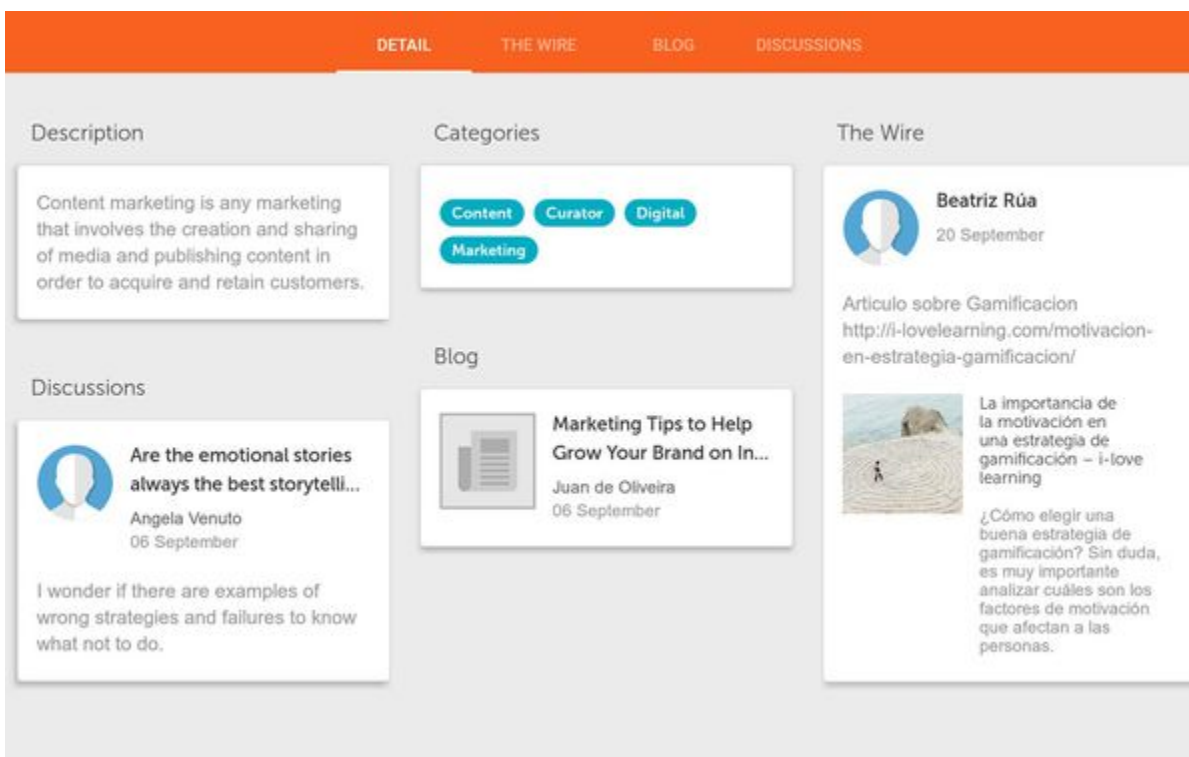 DETAIL THE WIRE BLOG DISCUSSIONS
Description
Content marketing is any marketing
that involves the creation and sharing
of media and publishing content in
order to acquire and retain customers.
Discussions
Are the emotional stories
always the best storytelli...
Angela Venuto
06 September
I wonder if there are examples of
wrong strategies and failures to know
what not to do.
Categories
Content Curator Digital
Marketing
Blog
Marketing Tips to Help
Grow Your Brand on In...
Juan de Oliveira
06 September
The Wire
Beatriz Rúa
20 September
Articulo sobre Gamificacion
http://i-lovelearning.com/motivacion-
en-estrategia-gamificacion/
La importancia de
la motivación en
una estrategia de
gamificación – i-love
learning
¿Cómo elegir una
buena estrategia de
gamificación? Sin duda,
es muy importante
analizar cuáles son los
factores de motivación
que afectan a las
personas.